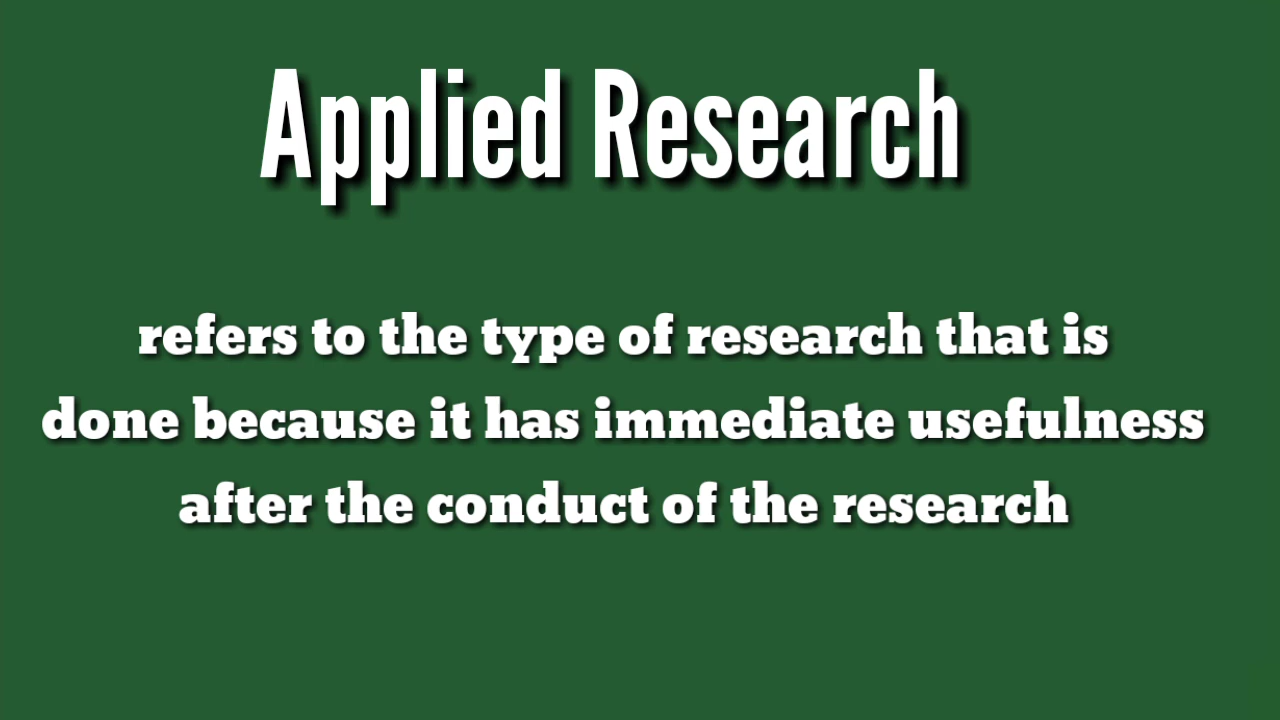 Applied Research
refers to the type of research that is
done because it has immediate usefulness
after the conduct of the research